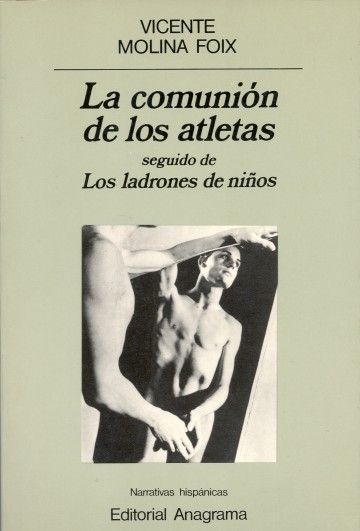 VICENTE
MOLINA FOIX
La comunión
de los atletas
seguido de
Los ladrones de niños
Narrativas hispánicas
Editorial Anagrama